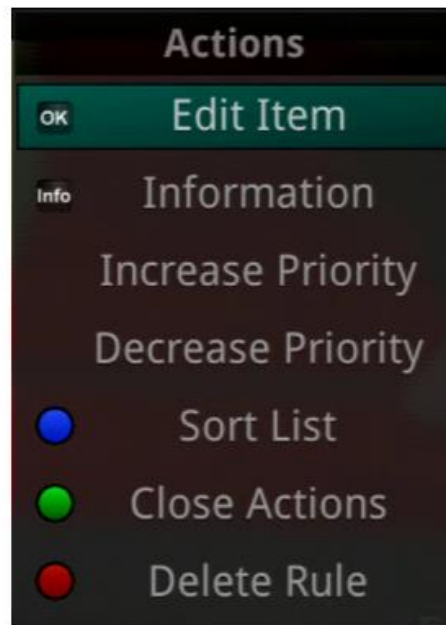 Actions
OK Edit Item
Info Information
Increase Priority
Decrease Priority
Sort List
Close Actions
Delete Rule